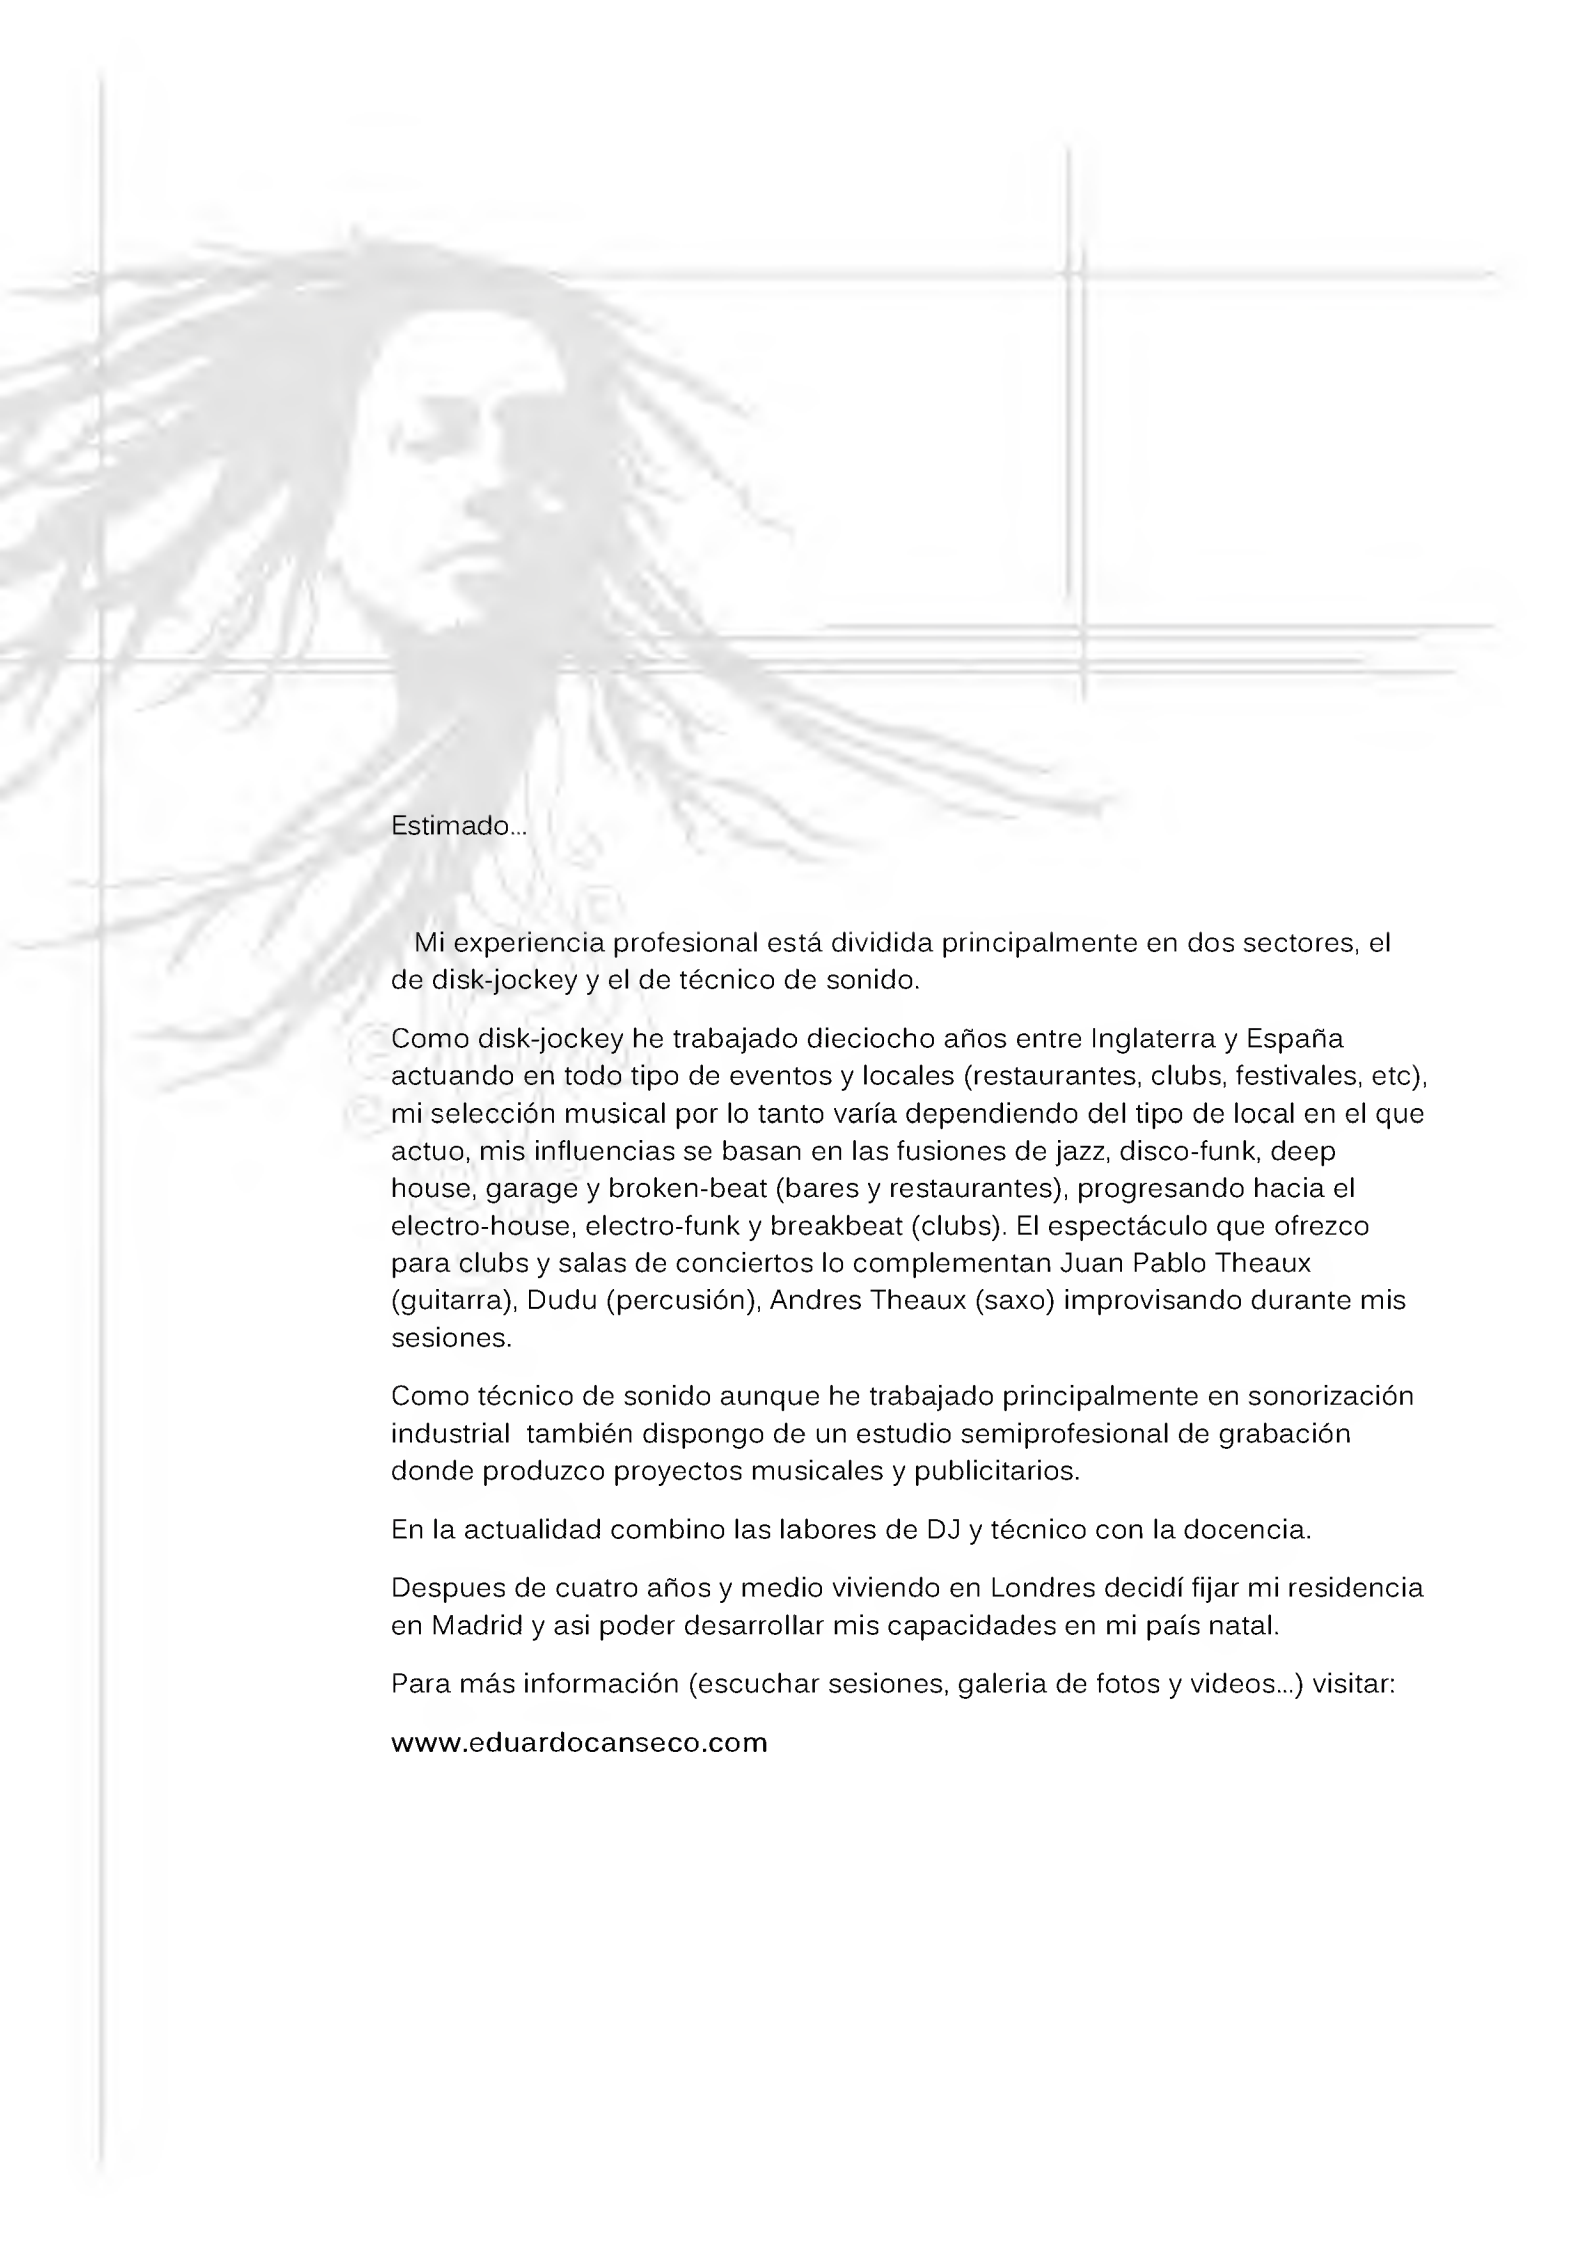 Estimado...
Mi experiencia profesional está dividida principalmente en dos sectores, el
de disk-jockey y el de técnico de sonido.
Como disk-jockey he trabajado dieciocho años entre Inglaterra y España
actuando en todo tipo de eventos y locales (restaurantes, clubs, festivales, etc),
mi selección musical por lo tanto varía dependiendo del tipo de local en el que
actuo, mis influencias se basan en las fusiones de jazz, disco-funk, deep
house, garage y broken-beat (bares y restaurantes), progresando hacia el
electro-house, electro-funk y breakbeat (clubs). El espectáculo que ofrezco
para clubs y salas de conciertos lo complementan Juan Pablo Theaux
(guitarra), Dudu (percusión), Andres Theaux (saxo) improvisando durante mis
sesiones.
Como técnico de sonido aunque he trabajado principalmente en sonorización
industrial  también dispongo de un estudio semiprofesional de grabación
donde produzco proyectos musicales y publicitarios.
En la actualidad combino las labores de DJ y técnico con la docencia.
Despues de cuatro años y medio viviendo en Londres decidí fijar mi residencia
en Madrid y asi poder desarrollar mis capacidades en mi país natal.
Para más información (escuchar sesiones, galeria de fotos y videos...) visitar:
www.eduardocanseco.com